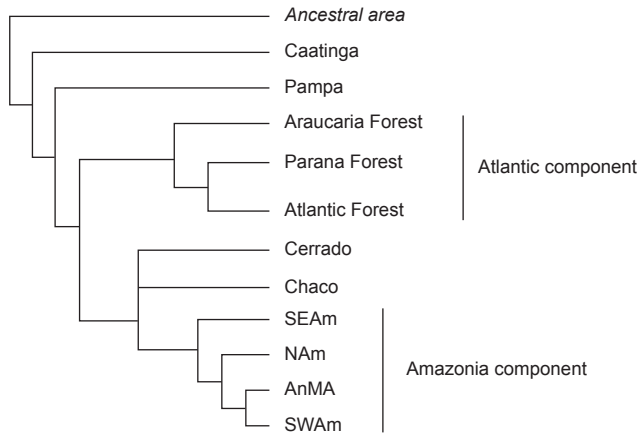 Ancestral area
Caatinga
Pampa
Araucaria Forest
Parana Forest
Atlantic Forest
Atlantic component
Cerrado
Chaco
SEAm
NAm
AnMA
SWAm
Amazonia component